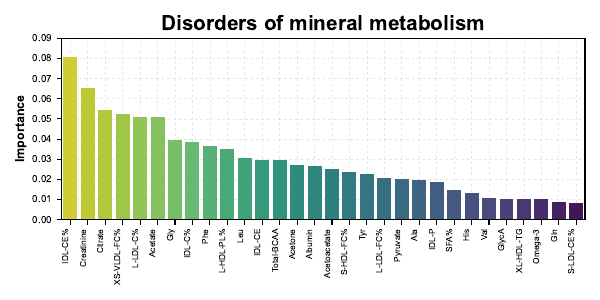 Disorders of mineral metabolism
Importance
0.09
0.08
0.07
0.06
0.05
0.04
0.03
0.02
0.01
0.00
IDL-CE%
Creatinine
Citrate
XS-VLDL-FC%
L-LDL-C%
Acetate
Gly
IDL-C%
Phe
L-HDL-PL%
Leu
IDL-CE
Total-BCAA
Acetone
Albumin
Acetoacetate
S-HDL-FC%
Tyr
L-LDL-FC%
Pyruvate
Ala
IDL-P
SFA%
His
Val
GlycA
XL-HDL-TG
Omega-3
Gln
S-LDL-CE%